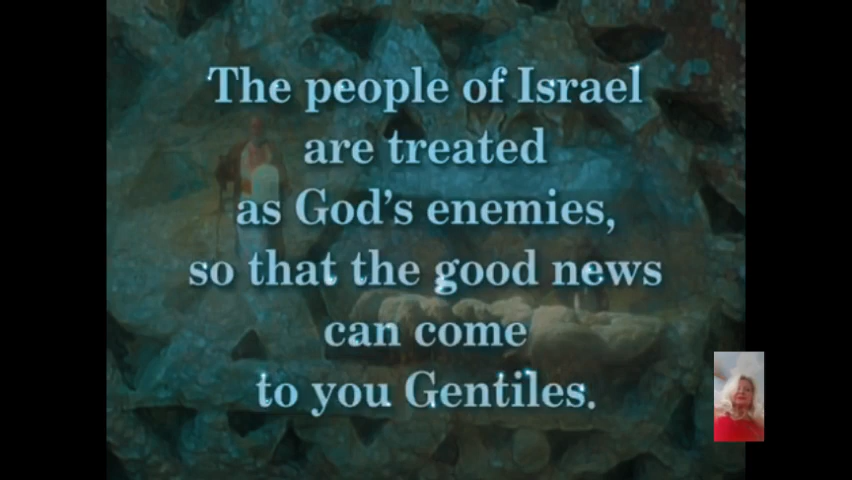 The people of Israel
are treated
as God's enemies,
so that the good news
can come
to you Gentiles.